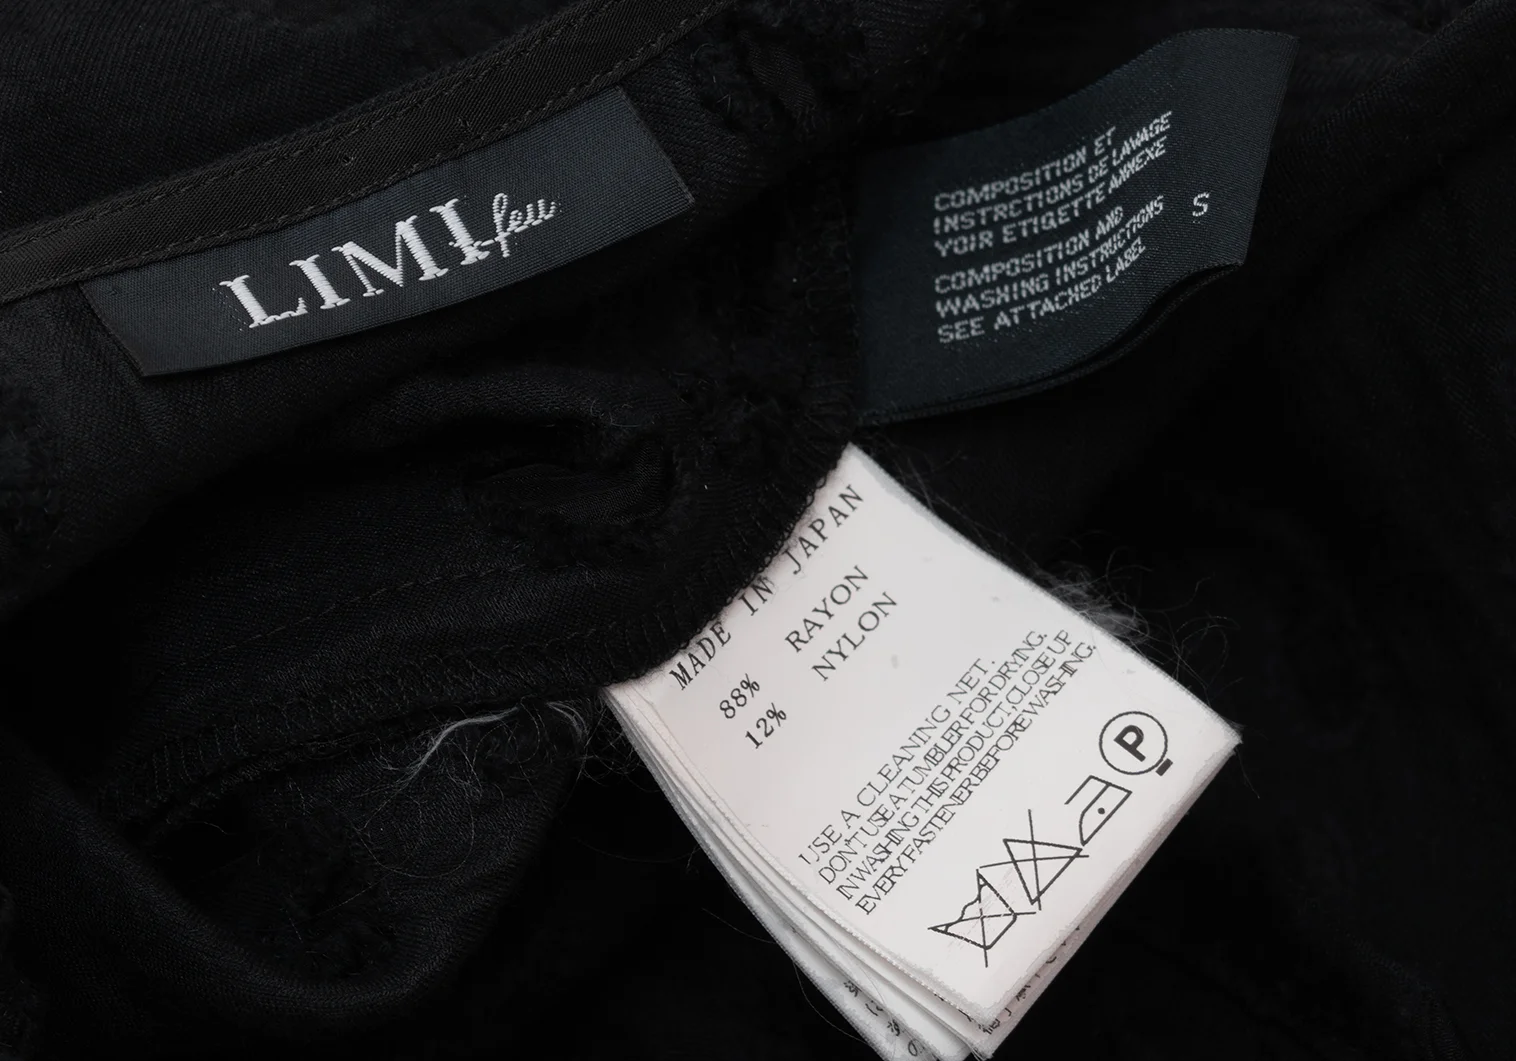 LIMI feu
COMPOSITION ET
INSTRCTIONS DE LAVAGE
VOIR ETIQETTE ANNEXE
COMPOSITION AND
WASHING INSTRUCTIONS
SEE ATTACHED LABEL
S
MADE IN JAPAN
88% RAYON
12% NYLON
USE A CLEANING NET.
DON'T USE A TUMBLER FOR DRYING.
IN WASHING THIS PRODUCT, CLOSE UP
EVERY FASTENER BEFORE WASHING.
P